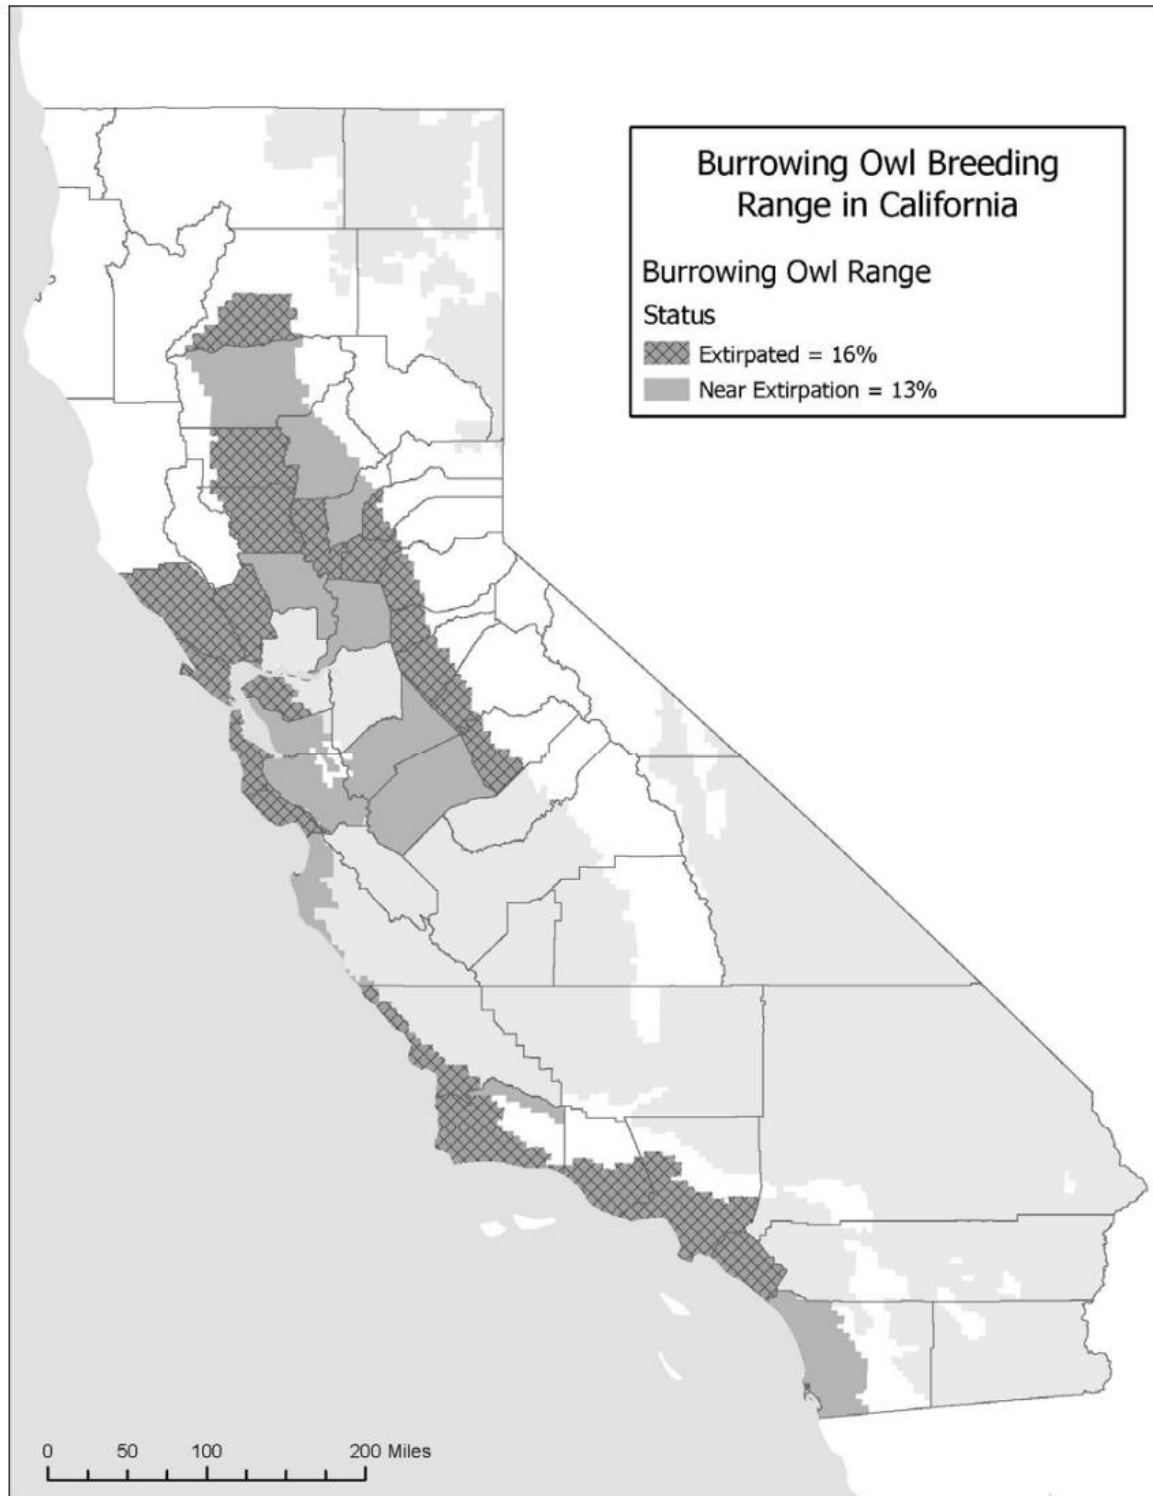 Burrowing Owl Breeding
Range in California
Burrowing Owl Range
Status
Extirpated = 16%
Near Extirpation = 13%
0 50 100 200 Miles